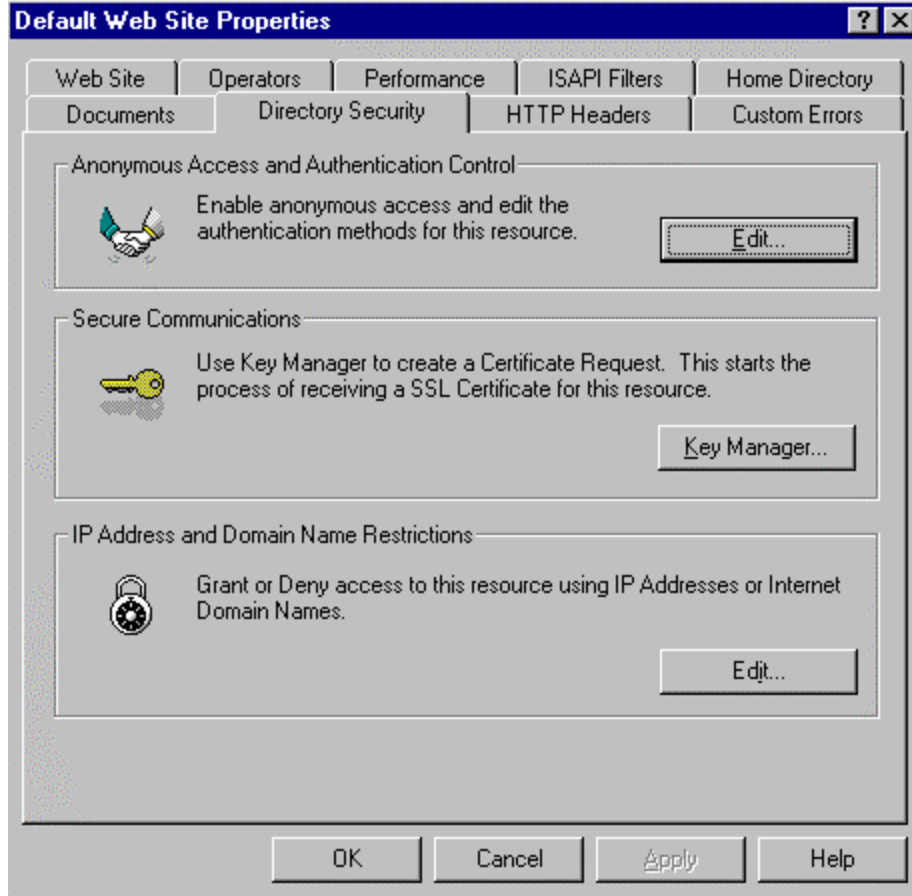 Default Web Site Properties
Web Site Operators Performance ISAPI Filters Home Directory
Documents Directory Security HTTP Headers Custom Errors
Anonymous Access and Authentication Control
Enable anonymous access and edit the
authentication methods for this resource.
Edit...
Secure Communications
Use Key Manager to create a Certificate Request. This starts the
process of receiving a SSL Certificate for this resource.
Key Manager...
IP Address and Domain Name Restrictions
Grant or Deny access to this resource using IP Addresses or Internet
Domain Names.
Edit...
OK Cancel Apply Help